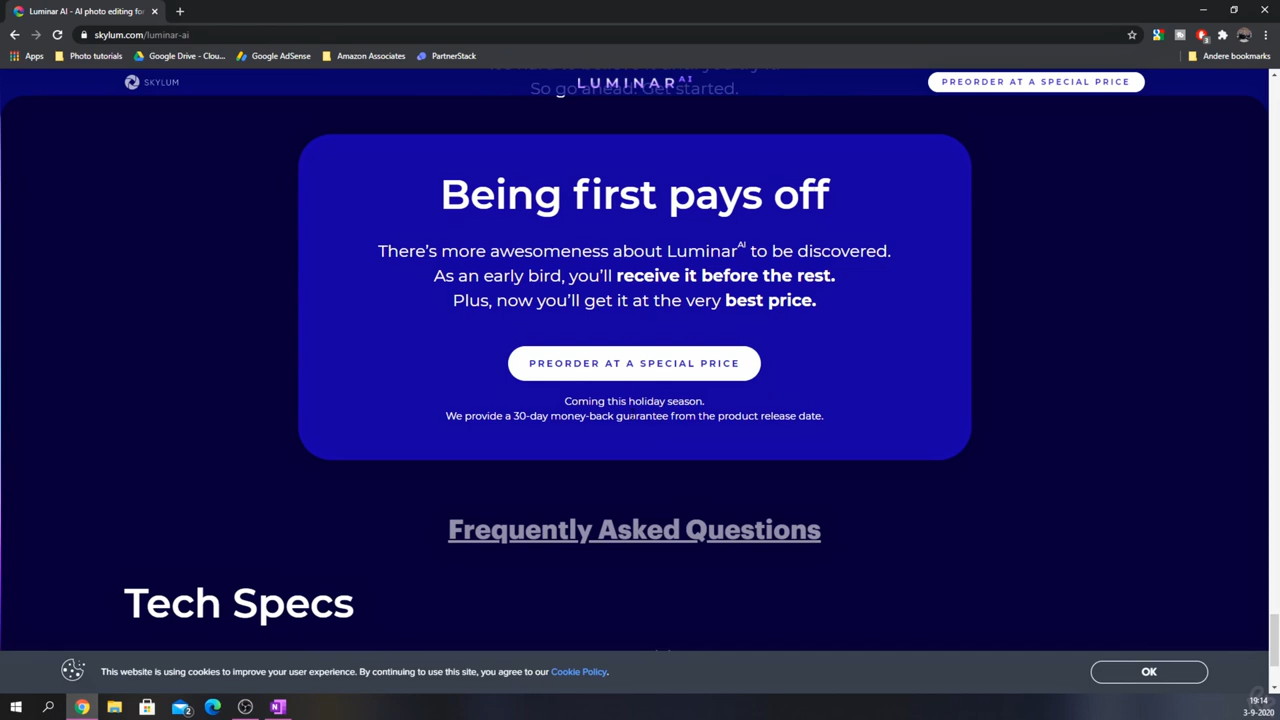 Luminar AI - AI photo editing for
skylum.com/luminar-ai
Apps
Photo tutorials
Google Drive - Clou...
Google AdSense
Amazon Associates
PartnerStack
Andere bookmarks
SKYLUM
LUMINAR AI
PREORDER AT A SPECIAL PRICE
So go ahead. Get started.
Being first pays off
There's more awesomeness about Luminar AI to be discovered.
As an early bird, you'll receive it before the rest.
Plus, now you'll get it at the very best price.
PREORDER AT A SPECIAL PRICE
Coming this holiday season.
We provide a 30-day money-back guarantee from the product release date.
Frequently Asked Questions
Tech Specs
This website is using cookies to improve your user experience. By continuing to use this site, you agree to our Cookie Policy.
OK
19:14
3-9-2020